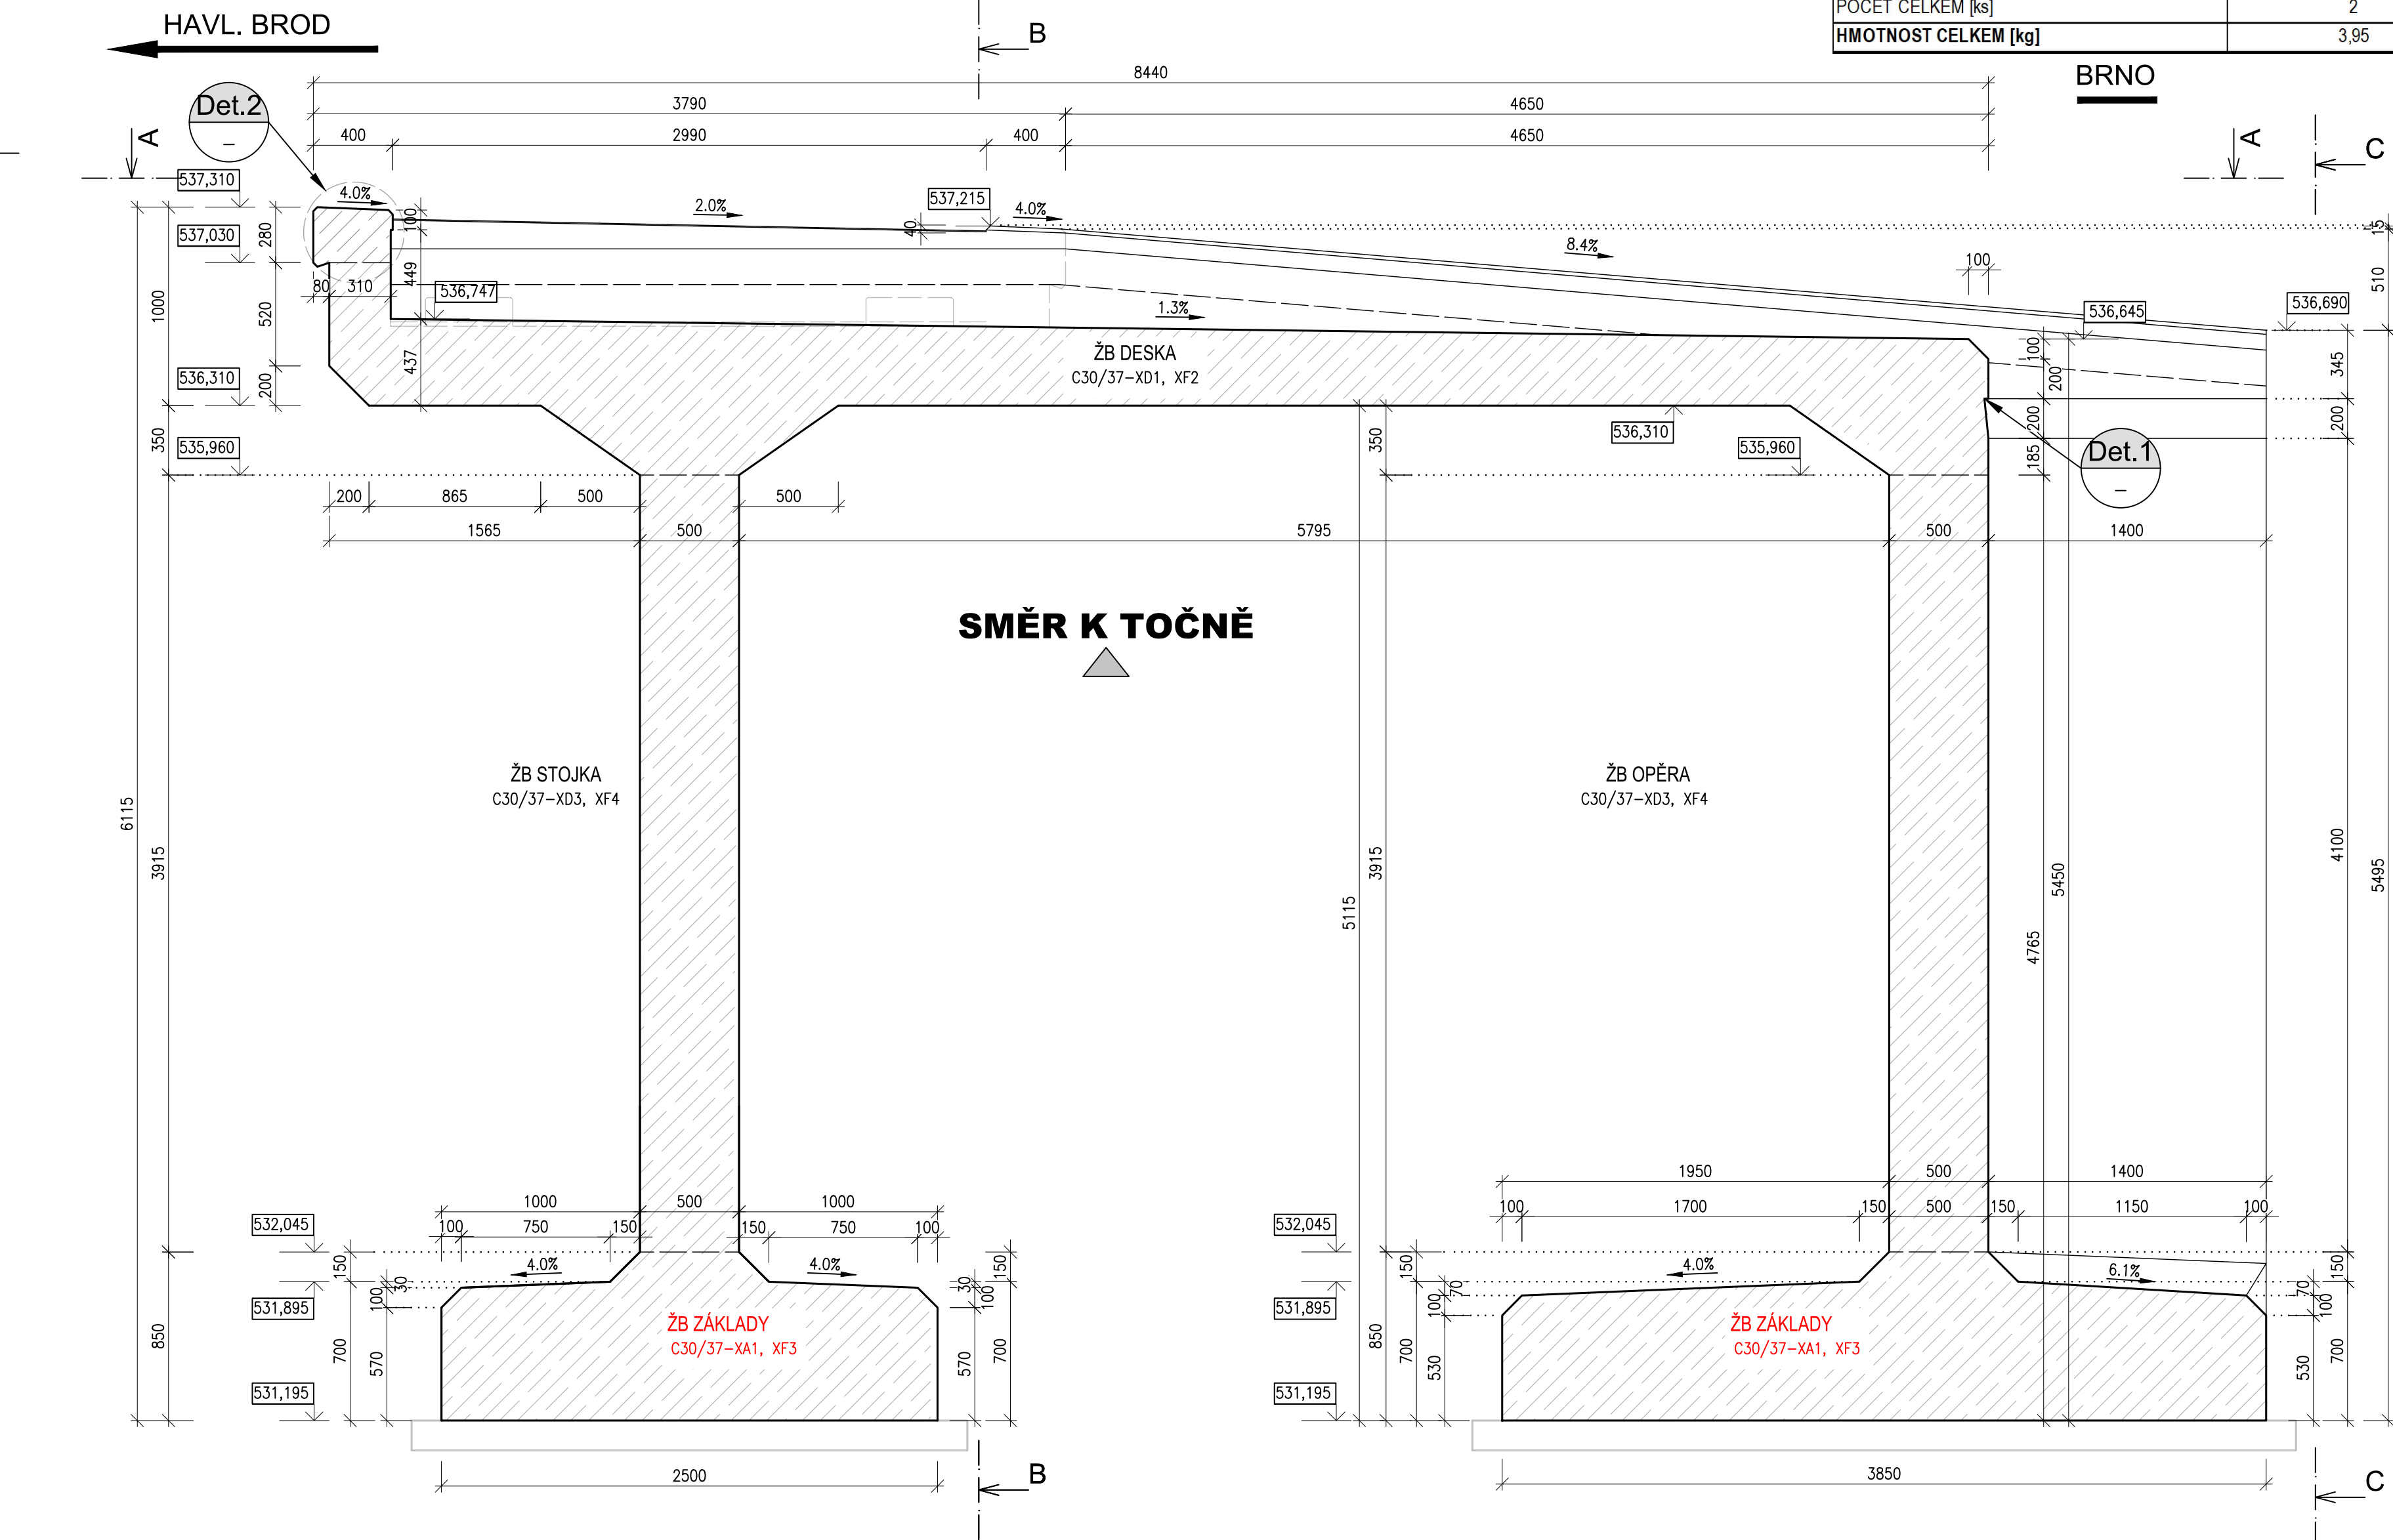 HAVL. BROD
B
POČET CELKEM [ks] 2
HMOTNOST CELKEM [kg] 3,95
BRNO
8440
3790 4650
400 2990 400 4650
Det.2
–
A
A
C
537,310
4.0%
2.0%
537,215
4.0%
100
40
15
537,030
280
8.4%
100
510
449
80 310
536,747
1.3%
536,645
536,690
1000
520
ŽB DESKA
C30/37-XD1, XF2
437
100
200
345
536,310
200
536,310
350
535,960
350
535,960
200
185
200
Det.1
–
200 865 500 500
1565 500 5795 500 1400
SMĚR K TOČNĚ
ŽB STOJKA
C30/37-XD3, XF4
ŽB OPĚRA
C30/37-XD3, XF4
6115
3915
5115
3915
4765
5450
4100
5495
1950 500 1400
1000 500 1000
100 750 150 150 750 100
100 1700 150 500 150 1150 100
532,045
532,045
150
30
4.0%
4.0%
30
150
150
70
4.0%
6.1%
70
150
531,895
100
100
531,895
100
100
ŽB ZÁKLADY
C30/37-XA1, XF3
ŽB ZÁKLADY
C30/37-XA1, XF3
850
700
570
570
700
850
700
530
530
700
531,195
531,195
2500
3850
B
C